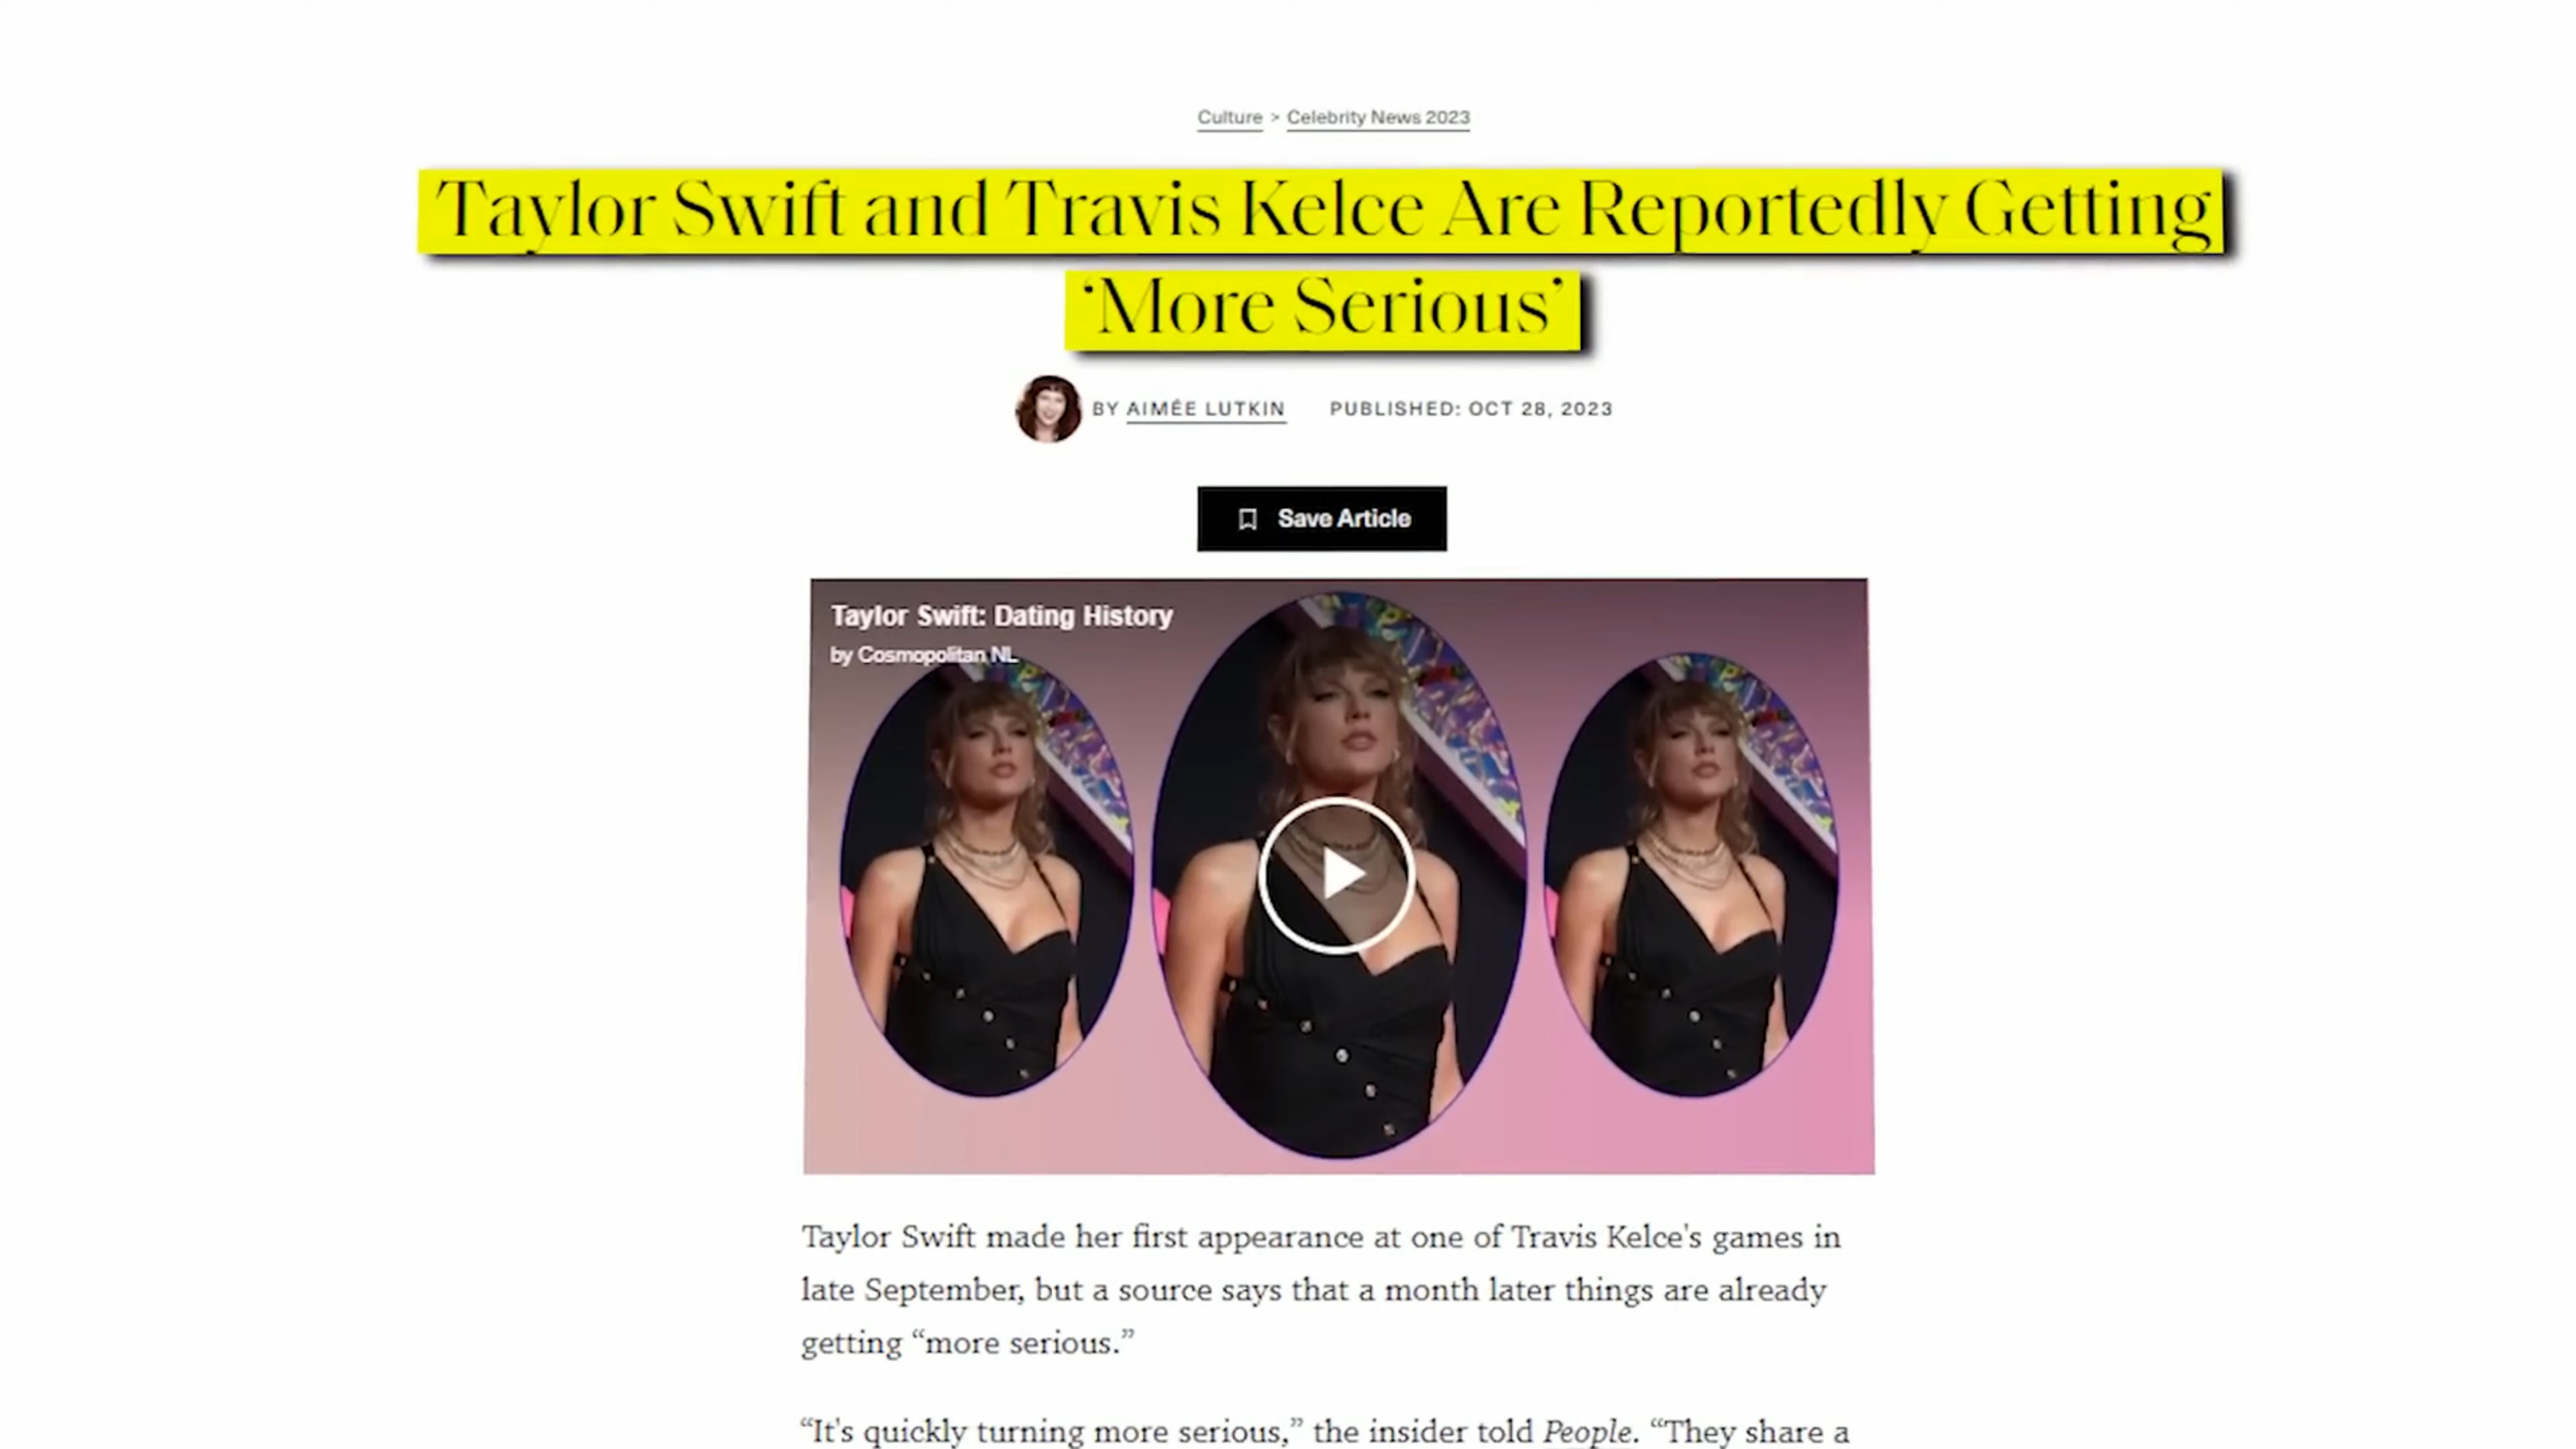 Culture > Celebrity News 2023
Taylor Swift and Travis Kelce Are Reportedly Getting
‘More Serious’
BY AIMÉE LUTKIN PUBLISHED: OCT 28, 2023
Save Article
Taylor Swift: Dating History
by Cosmopolitan NL
Taylor Swift made her first appearance at one of Travis Kelce's games in
late September, but a source says that a month later things are already
getting “more serious.”
“It's quickly turning more serious,” the insider told People. “They share a